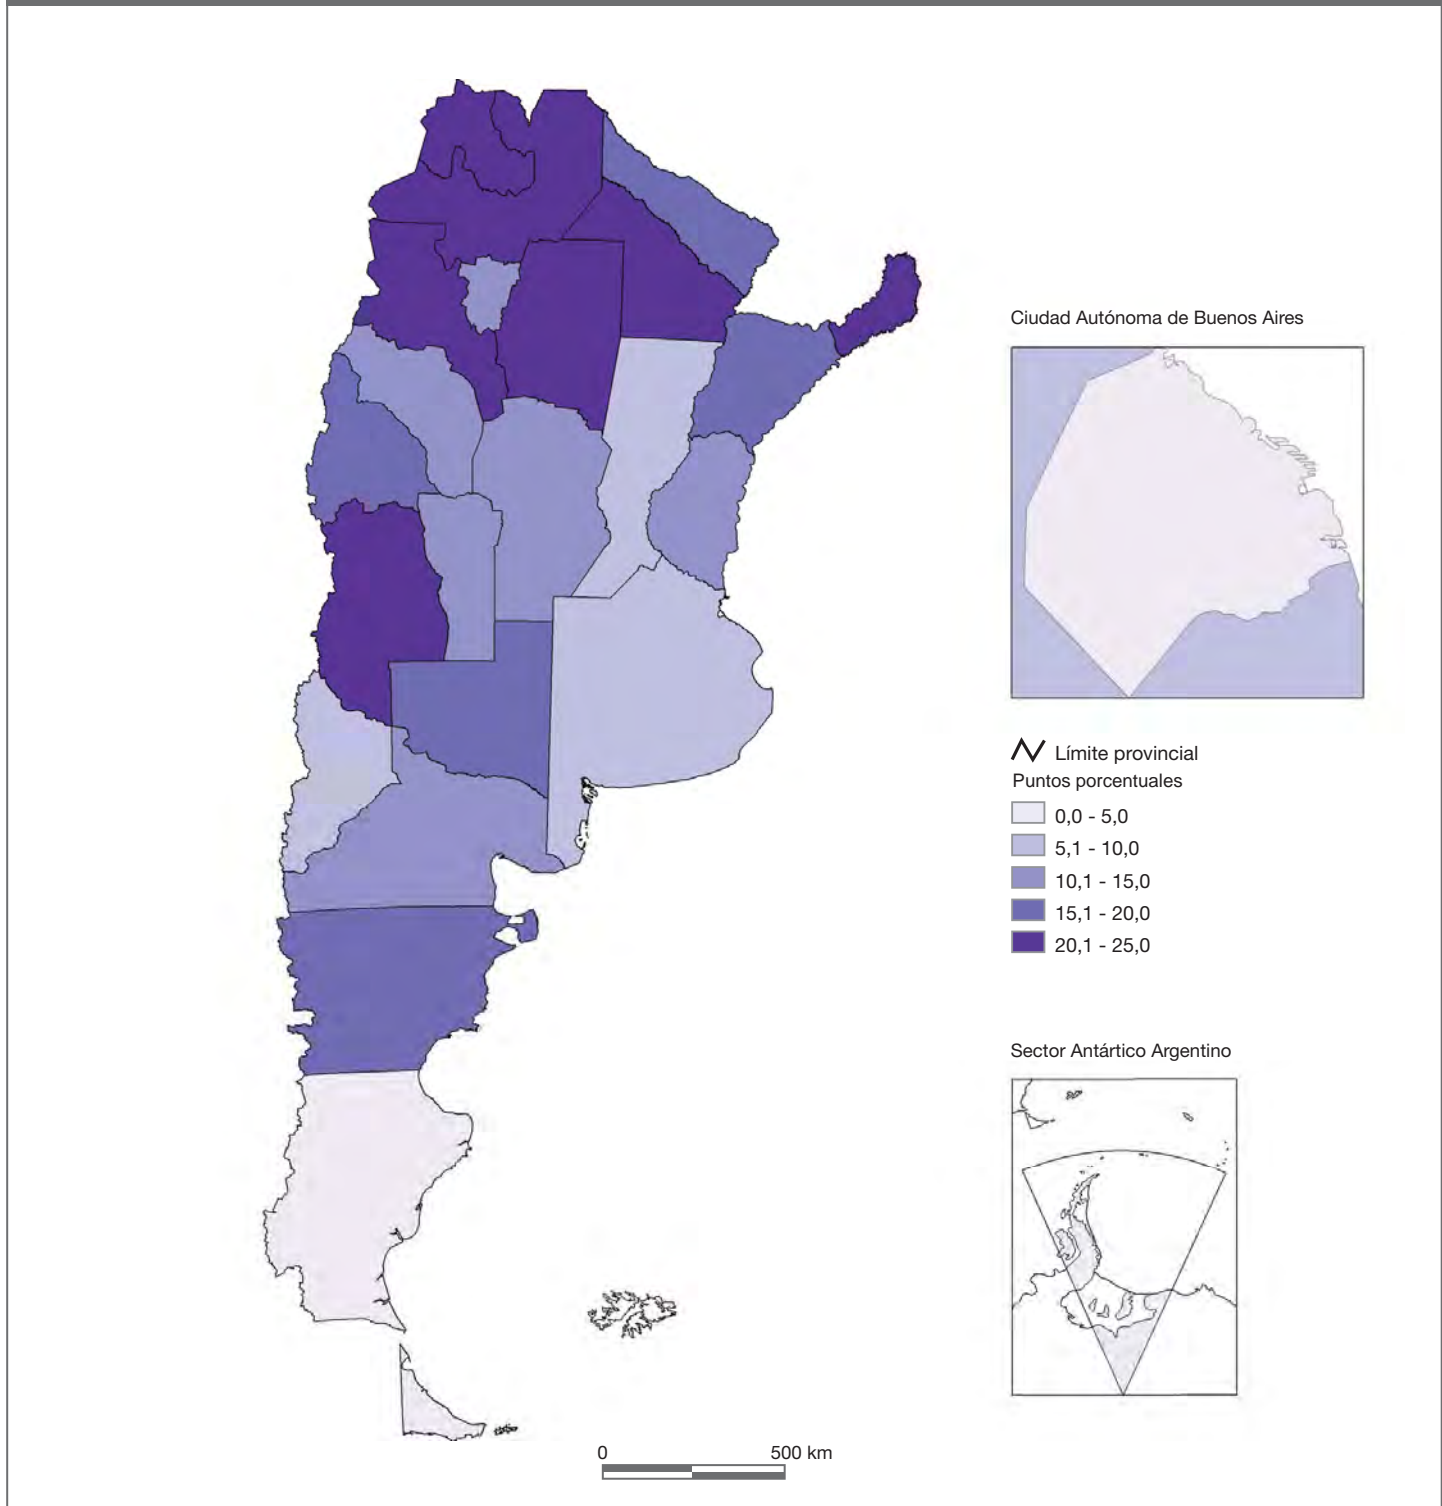 Ciudad Autónoma de Buenos Aires
Límite provincial
Puntos porcentuales
0,0 - 5,0
5,1 - 10,0
10,1 - 15,0
15,1 - 20,0
20,1 - 25,0
Sector Antártico Argentino
0 500 km